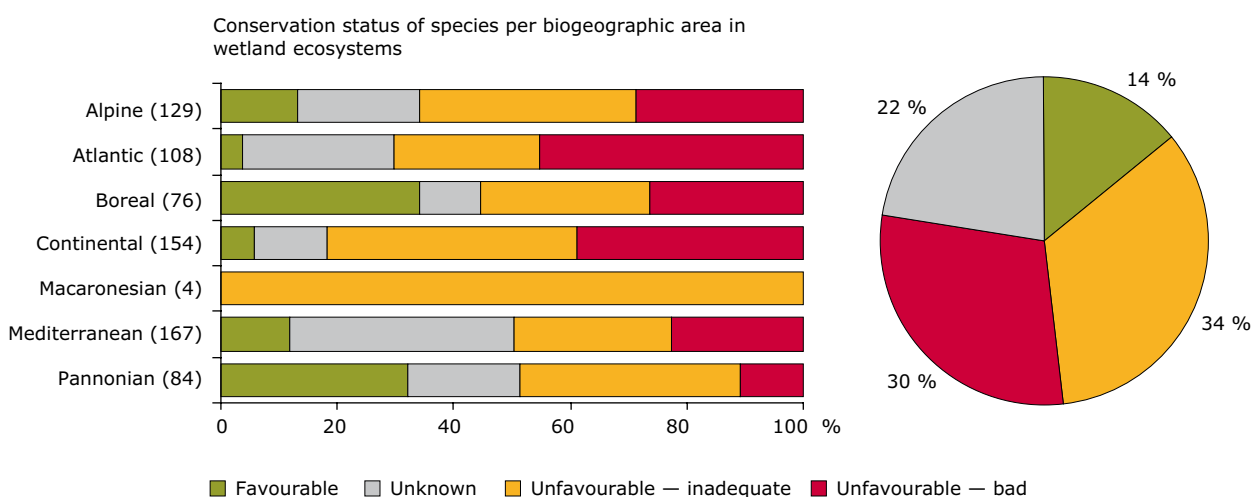 Conservation status of species per biogeographic area in
wetland ecosystems
Alpine (129)
Atlantic (108)
Boreal (76)
Continental (154)
Macaronesian (4)
Mediterranean (167)
Pannonian (84)
0 20 40 60 80 100 %
14 %
22 %
34 %
30 %
Favourable Unknown Unfavourable — inadequate Unfavourable — bad